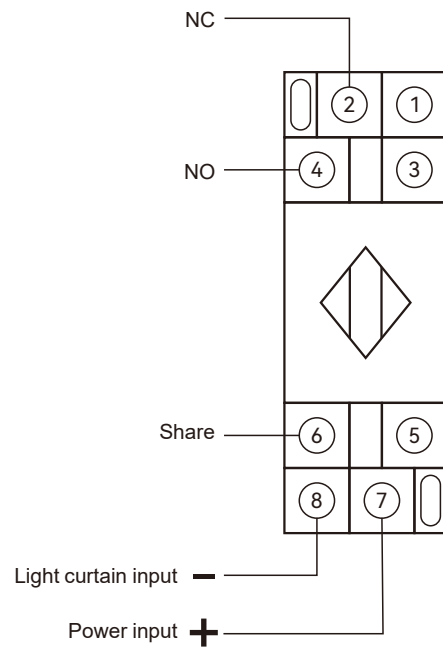 NC
2 1
NO
4 3
Share
6 5
8 7
Light curtain input −
Power input +